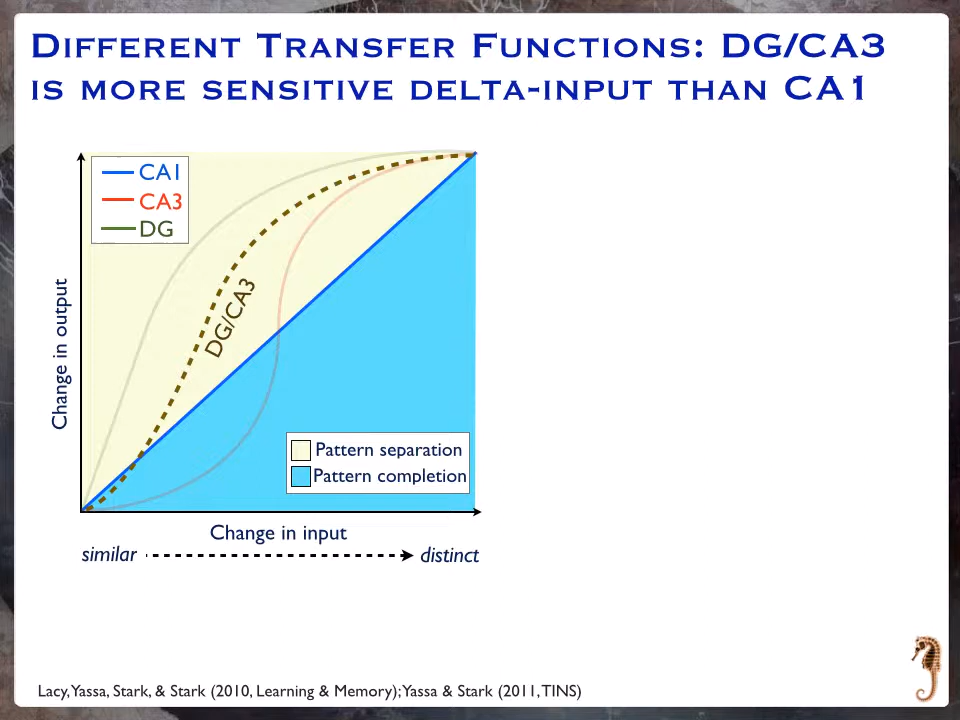 Different Transfer Functions: DG/CA3
is more sensitive delta-input than CA1
CA1
CA3
DG
DG/CA3
Change in output
Pattern separation
Pattern completion
Change in input
similar
distinct
Lacy, Yassa, Stark, & Stark (2010, Learning & Memory); Yassa & Stark (2011, TINS)